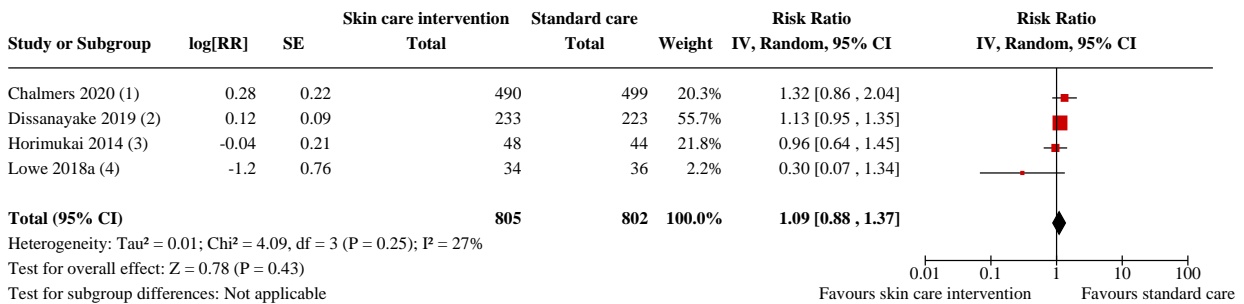 Skin care intervention Standard care Risk Ratio Risk Ratio
Study or Subgroup log[RR] SE Total Total Weight IV, Random, 95% CI IV, Random, 95% CI
Chalmers 2020 (1) 0.28 0.22 490 499 20.3% 1.32 [0.86 , 2.04]
Dissanayake 2019 (2) 0.12 0.09 233 223 55.7% 1.13 [0.95 , 1.35]
Horimukai 2014 (3) -0.04 0.21 48 44 21.8% 0.96 [0.64 , 1.45]
Lowe 2018a (4) -1.2 0.76 34 36 2.2% 0.30 [0.07 , 1.34]
Total (95% CI) 805 802 100.0% 1.09 [0.88 , 1.37]
Heterogeneity: Tau² = 0.01; Chi² = 4.09, df = 3 (P = 0.25); I² = 27%
Test for overall effect: Z = 0.78 (P = 0.43)
0.01 0.1 1 10 100
Test for subgroup differences: Not applicable Favours skin care intervention Favours standard care